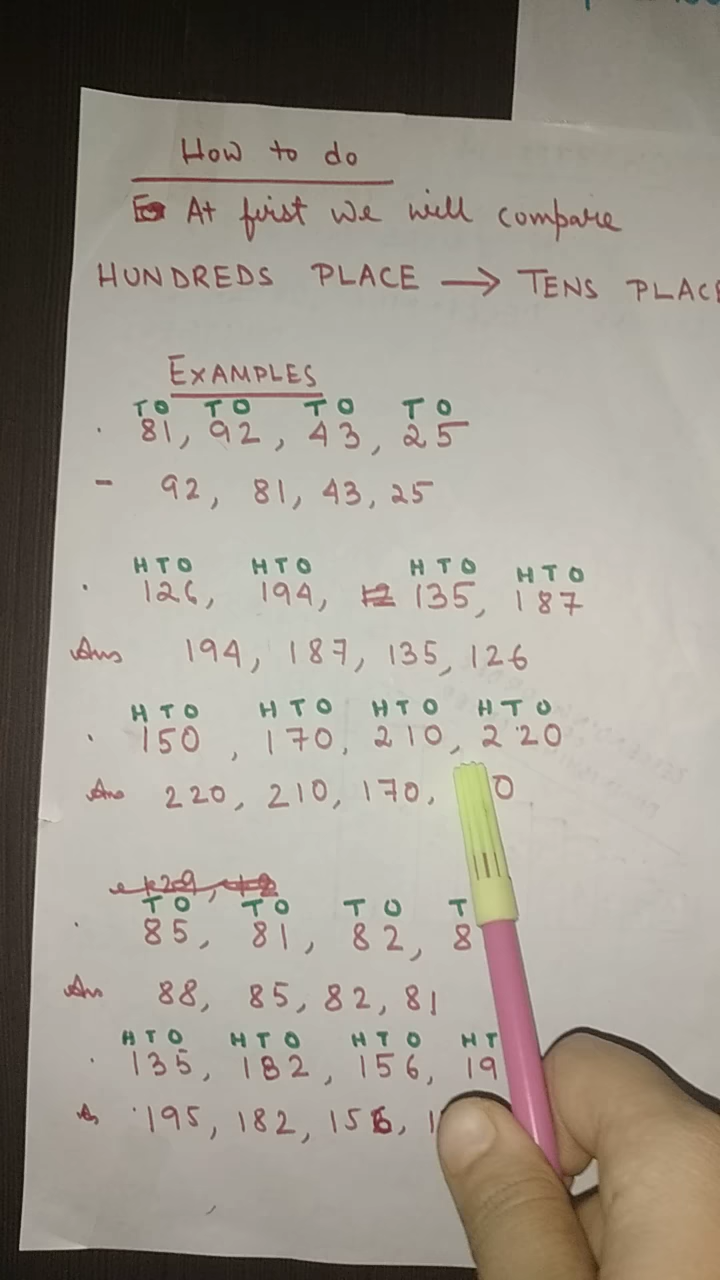 How to do
At first we will compare
HUNDREDS PLACE → TENS PLACE
EXAMPLES
TO TO TO TO
· 81, 92, 43, 25
- 92, 81, 43, 25
HTO HTO HTO HTO
· 126, 194, 135, 187
Ans 194, 187, 135, 126
HTO HTO HTO HTO
· 150, 170, 210, 220
Ans 220, 210, 170, 0
TO TO TO T
· 85, 81, 82, 8
Ans 88, 85, 82, 81
HTO HTO HTO HT
· 135, 182, 156, 19
195, 182, 156, 1